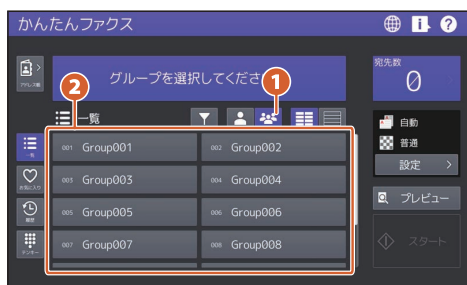 かんたんファクス
アドレス帳
グループを選択してくださ
宛先数
0
2
1
一覧
自動
普通
設定
プレビュー
スタート
一覧
お気に入り
履歴
テンキー
001 Group001
002 Group002
003 Group003
004 Group004
005 Group005
006 Group006
007 Group007
008 Group008